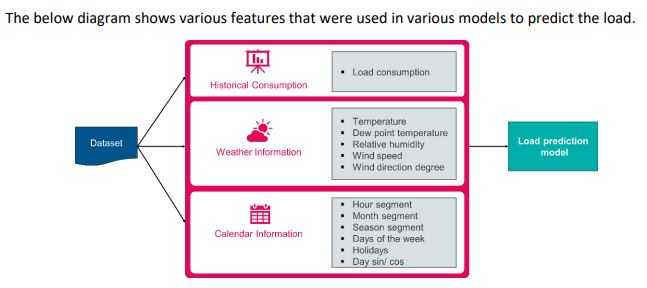 The below diagram shows various features that were used in various models to predict the load.
Dataset
Historical Consumption
▪ Load consumption
Weather Information
▪ Temperature
▪ Dew point temperature
▪ Relative humidity
▪ Wind speed
▪ Wind direction degree
Calendar Information
▪ Hour segment
▪ Month segment
▪ Season segment
▪ Days of the week
▪ Holidays
▪ Day sin/ cos
Load prediction
model